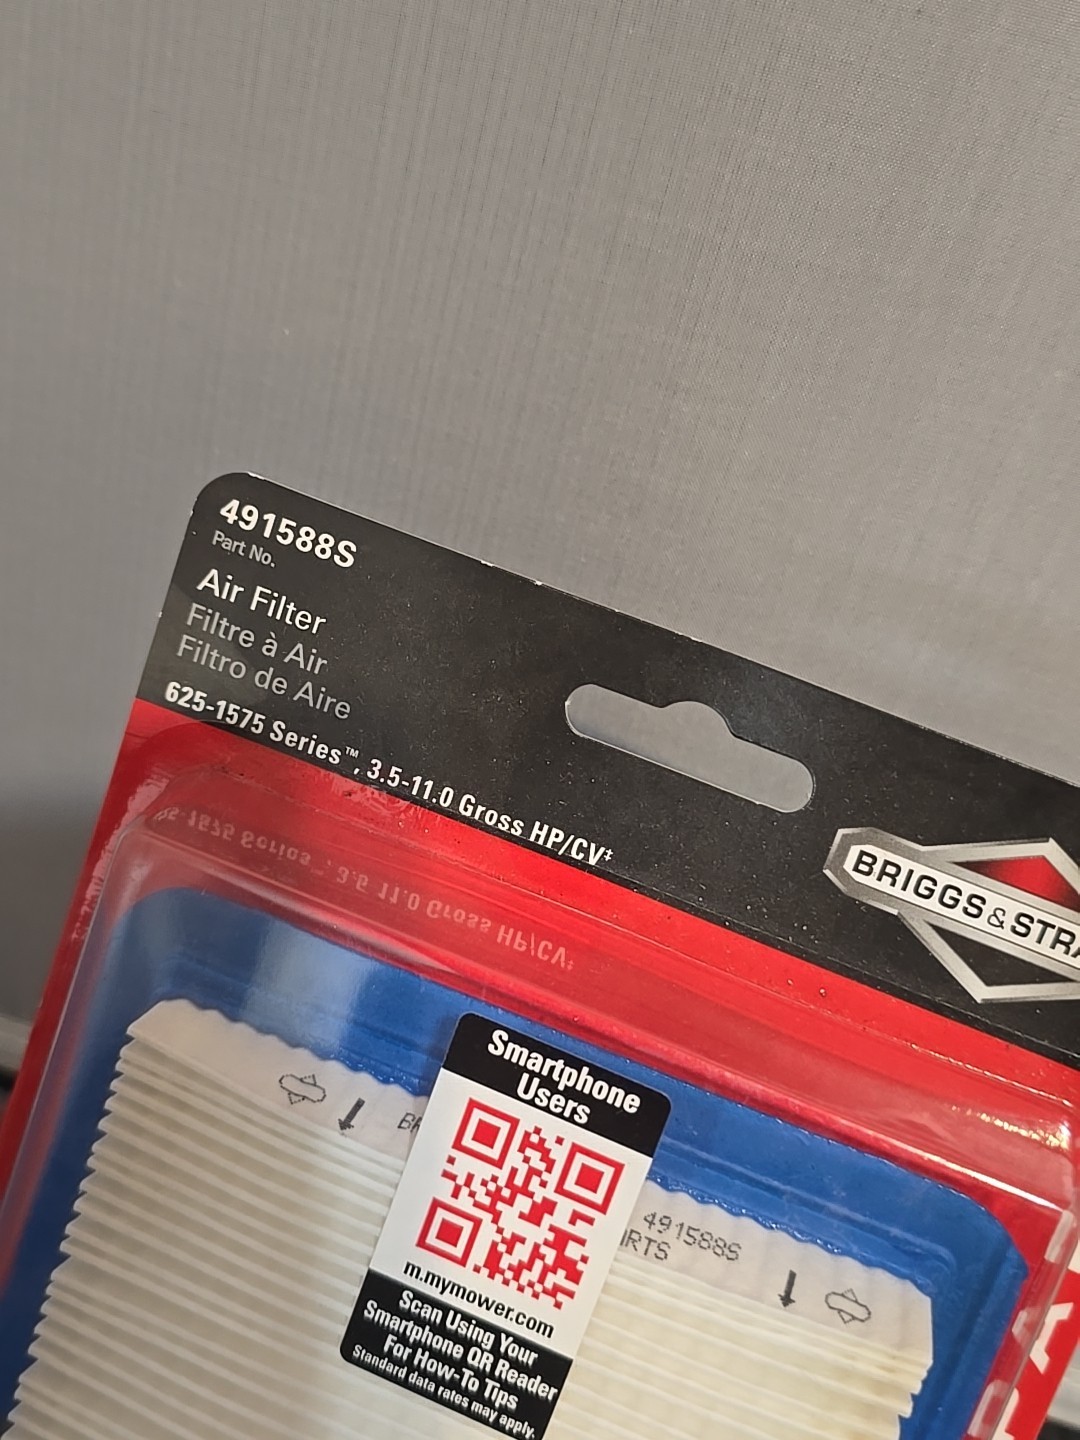 491588S
Part No.
Air Filter
Filtre à Air
Filtro de Aire
625-1575 Series™, 3.5-11.0 Gross HP/CV‡
BRIGGS & STRA
Smartphone
Users
m.mymower.com
Scan Using Your
Smartphone QR Reader
For How-To Tips
Standard data rates may apply.
491588S